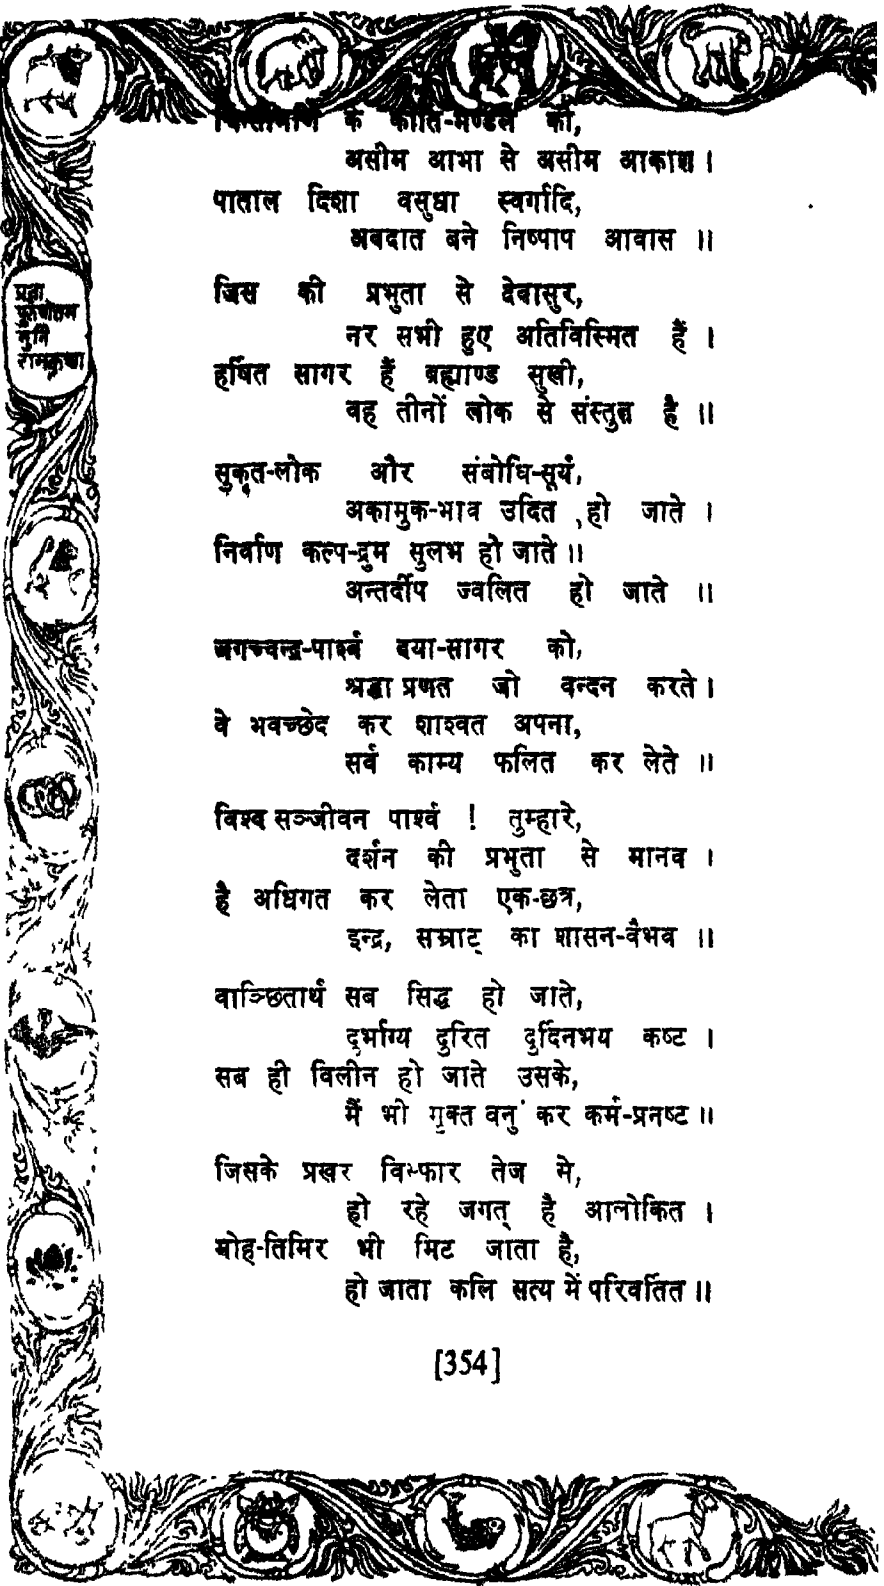 के कीर्ति-मण्डल की,
असीम आभा से असीम आकाश ।
पाताल दिशा वसुधा स्वर्गादि,
अवदात बने निष्पाप आवास ॥
प्रज्ञा
पुरुषोत्तम
मुनि
रामकृष्ण
जिस की प्रभुता से देवासुर,
नर सभी हुए अतिविस्मित हैं ।
हर्षित सागर हैं ब्रह्माण्ड सुखी,
वह तीनों लोक से संस्तुत है ॥
सुकृत-लोक और संबोधि-सूर्य,
अकामुक-भाव उदित हो जाते ।
निर्वाण कल्प-द्रुम सुलभ हो जाते ॥
अन्तर्दीप ज्वलित हो जाते ॥
जगच्चन्द्र-पार्श्व दया-सागर को,
श्रद्धा प्रणत जो वन्दन करते ।
वे भवच्छेद कर शाश्वत अपना,
सर्व काम्य फलित कर लेते ॥
विश्व सञ्जीवन पार्श्व ! तुम्हारे,
दर्शन की प्रभुता से मानव ।
है अधिगत कर लेता एक-छत्र,
इन्द्र, सम्राट् का शासन-वैभव ॥
वाञ्छितार्थ सब सिद्ध हो जाते,
दुर्भाग्य दुरित दुर्दिनभय कष्ट ।
सब ही विलीन हो जाते उसके,
मैं भी मुक्त बनुं कर कर्म-प्रनष्ट ॥
जिसके प्रखर विस्फार तेज से,
हो रहे जगत् है आलोकित ।
मोह-तिमिर भी मिट जाता है,
हो जाता कलि सत्य में परिवर्तित ॥
[354]